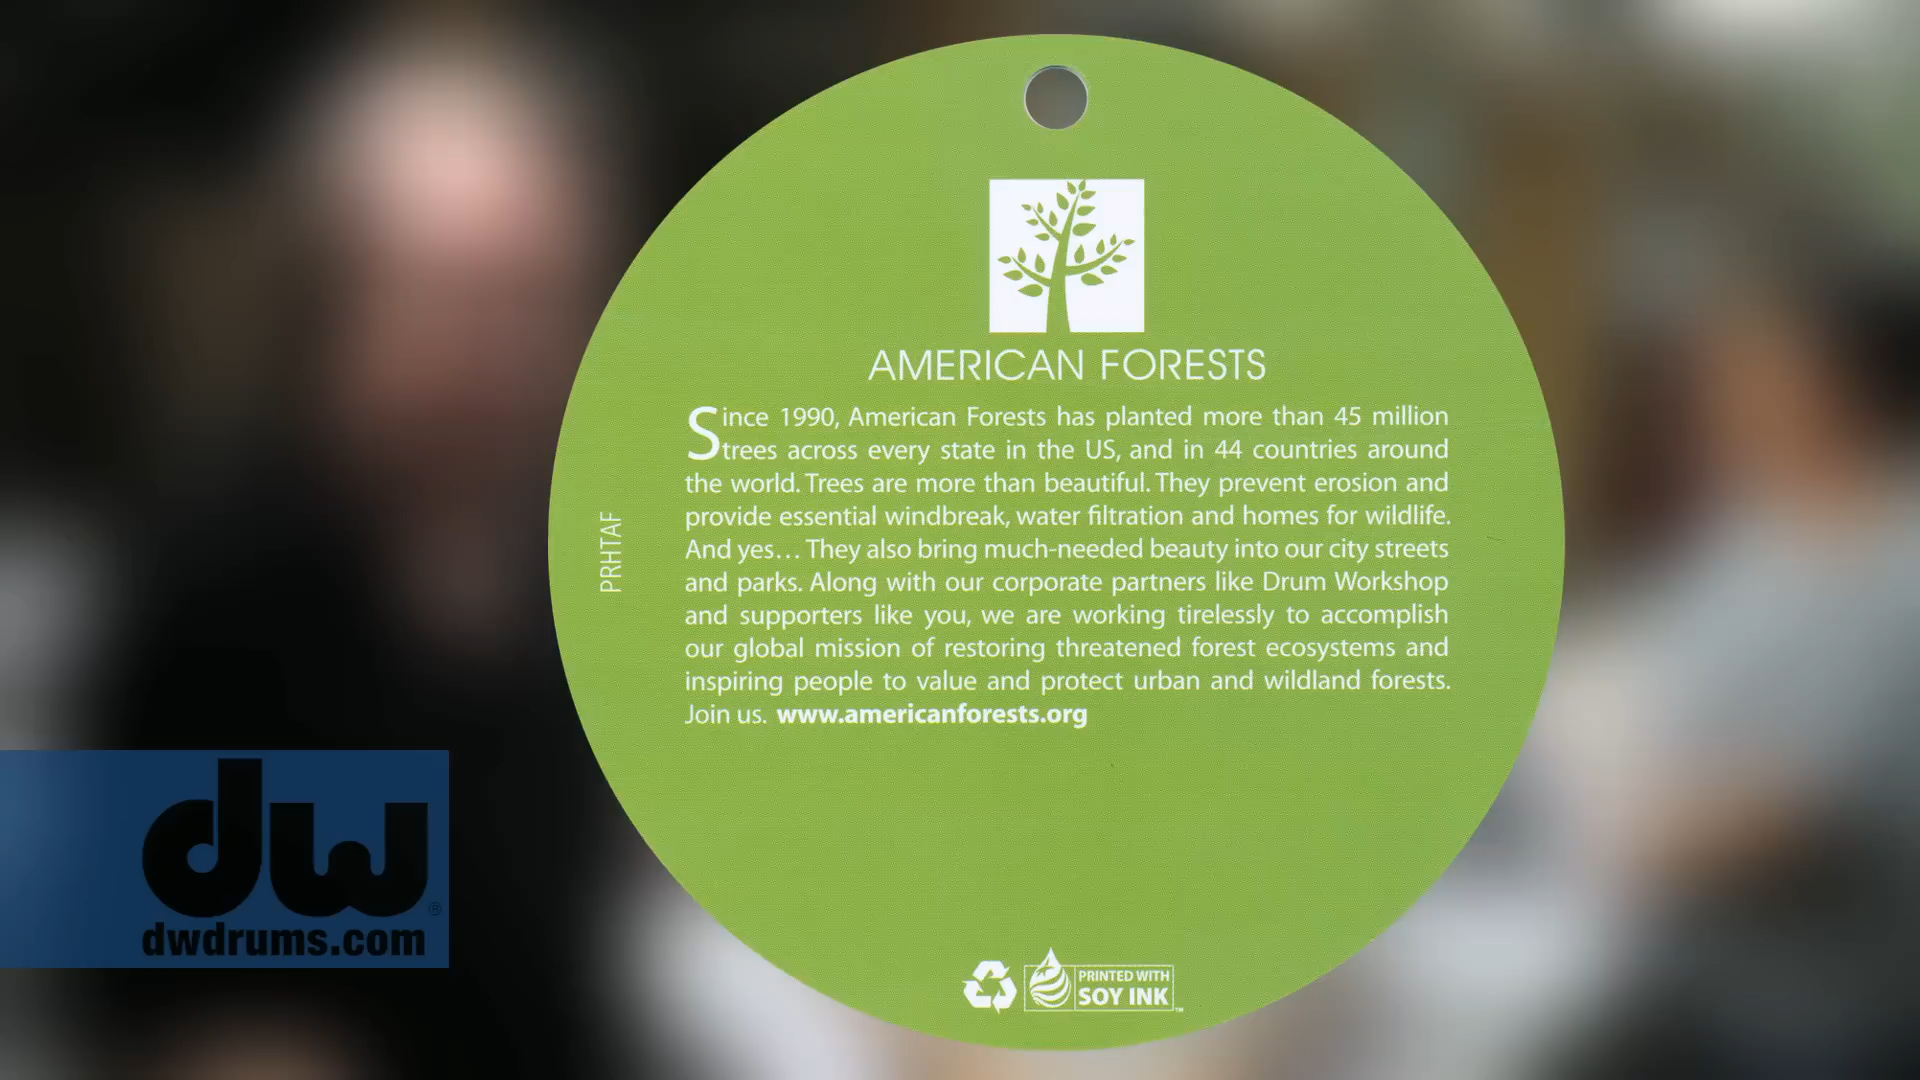 AMERICAN FORESTS
Since 1990, American Forests has planted more than 45 million
trees across every state in the US, and in 44 countries around
the world. Trees are more than beautiful. They prevent erosion and
provide essential windbreak, water filtration and homes for wildlife.
And yes... They also bring much-needed beauty into our city streets
and parks. Along with our corporate partners like Drum Workshop
and supporters like you, we are working tirelessly to accomplish
our global mission of restoring threatened forest ecosystems and
inspiring people to value and protect urban and wildland forests.
Join us. www.americanforests.org
PRHTAF
dw®
dwdrums.com
PRINTED WITH
SOY INK™